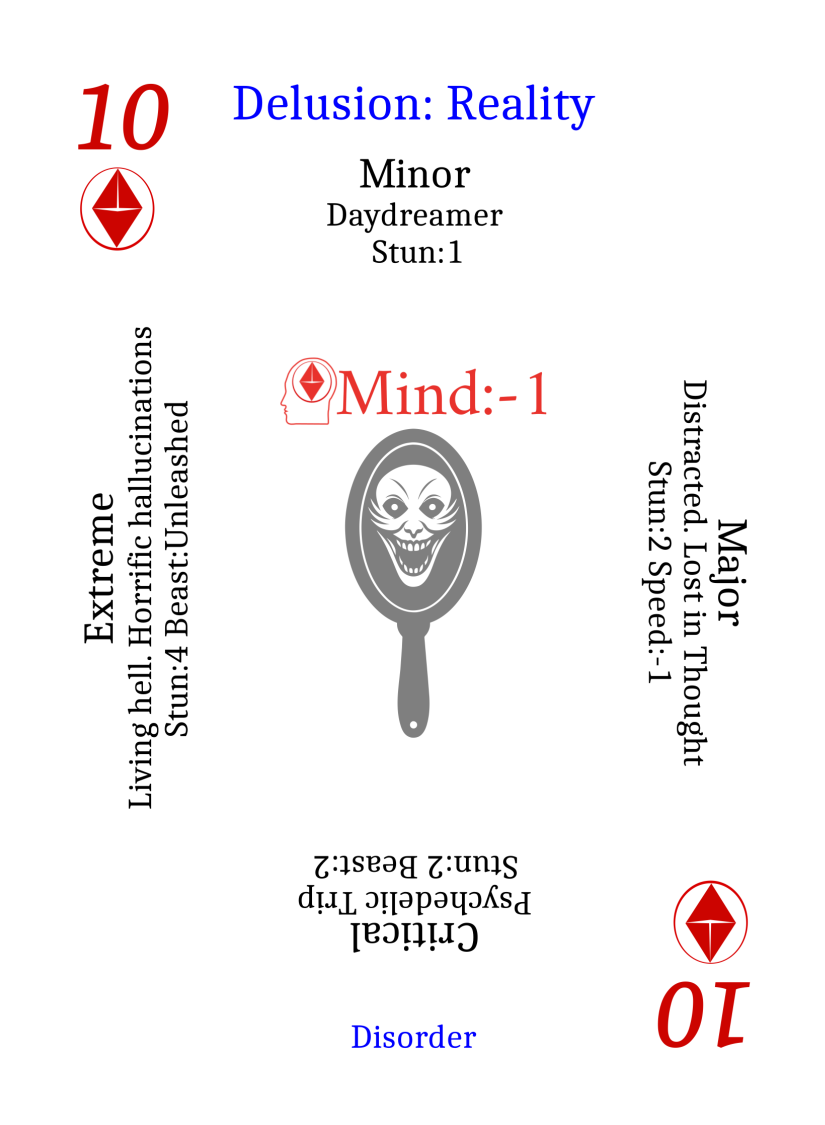 10
Delusion: Reality
Minor
Daydreamer
Stun:1
Mind:-1
Major
Distracted. Lost in Thought
Stun:2 Speed:-1
Critical
Psychedelic Trip
Stun:2 Beast:2
Extreme
Living hell. Horrific hallucinations
Stun:4 Beast:Unleashed
10
Disorder